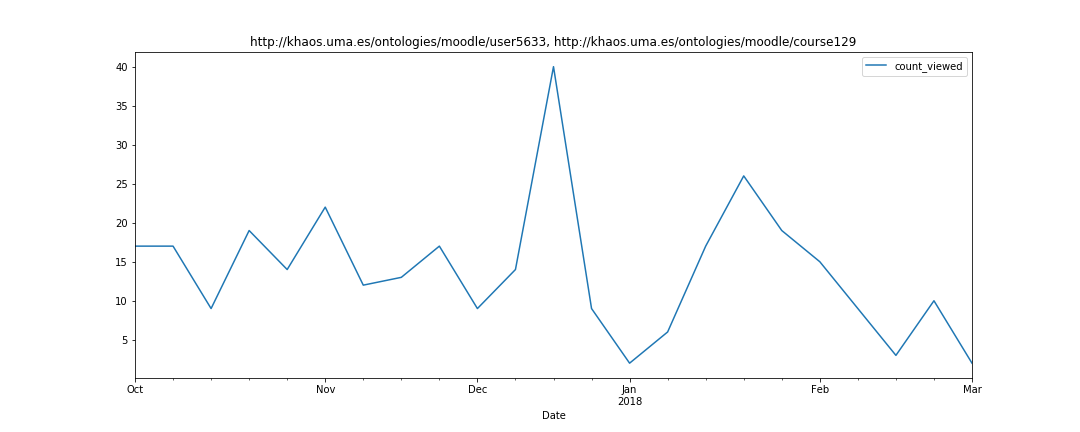 http://khaos.uma.es/ontologies/moodle/user5633, http://khaos.uma.es/ontologies/moodle/course129
count_viewed
40
35
30
25
20
15
10
5
Oct Nov Dec Jan Feb Mar
2018
Date